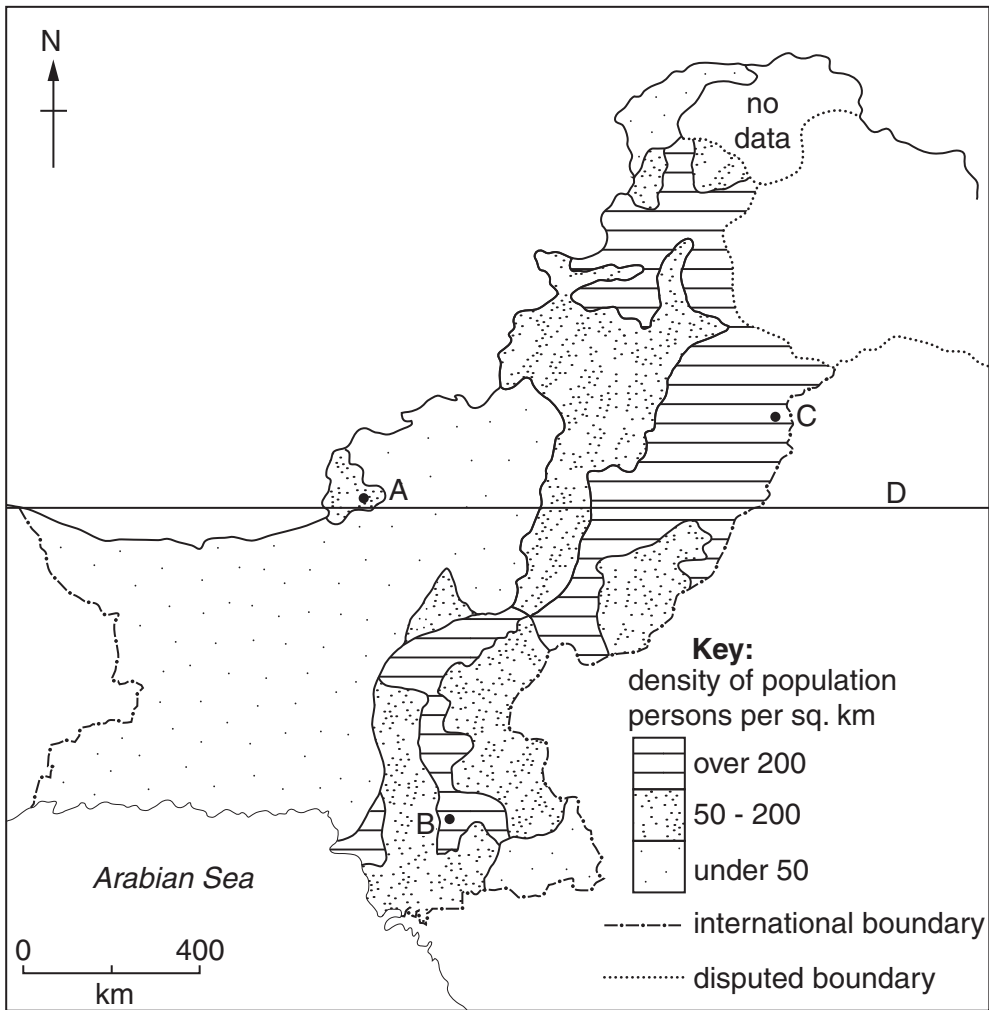 N
no
data
C
A
D
Key:
density of population
persons per sq. km
over 200
50 - 200
B
under 50
Arabian Sea
international boundary
0 400
km
disputed boundary